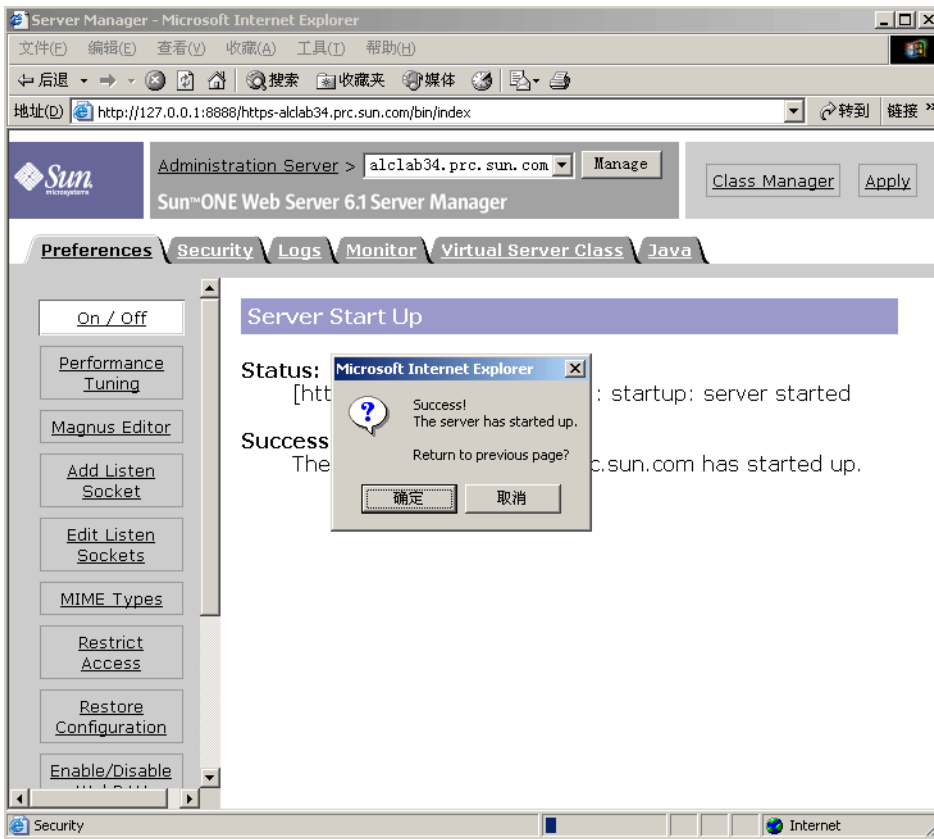 Server Manager - Microsoft Internet Explorer
文件(F) 编辑(E) 查看(V) 收藏(A) 工具(T) 帮助(H)
后退 搜索 收藏夹 媒体
地址(D) http://127.0.0.1:8888/https-alclab34.prc.sun.com/bin/index 转到 链接 »
Sun microsystems
Administration Server > alclab34.prc.sun.com Manage
Sun™ONE Web Server 6.1 Server Manager
Class Manager Apply
Preferences Security Logs Monitor Virtual Server Class Java
On / Off
Performance
Tuning
Magnus Editor
Add Listen
Socket
Edit Listen
Sockets
MIME Types
Restrict
Access
Restore
Configuration
Enable/Disable
Server Start Up
Status:
[htt : startup: server started
Success
The c.sun.com has started up.
Microsoft Internet Explorer
Success!
The server has started up.
Return to previous page?
确定 取消
Security Internet